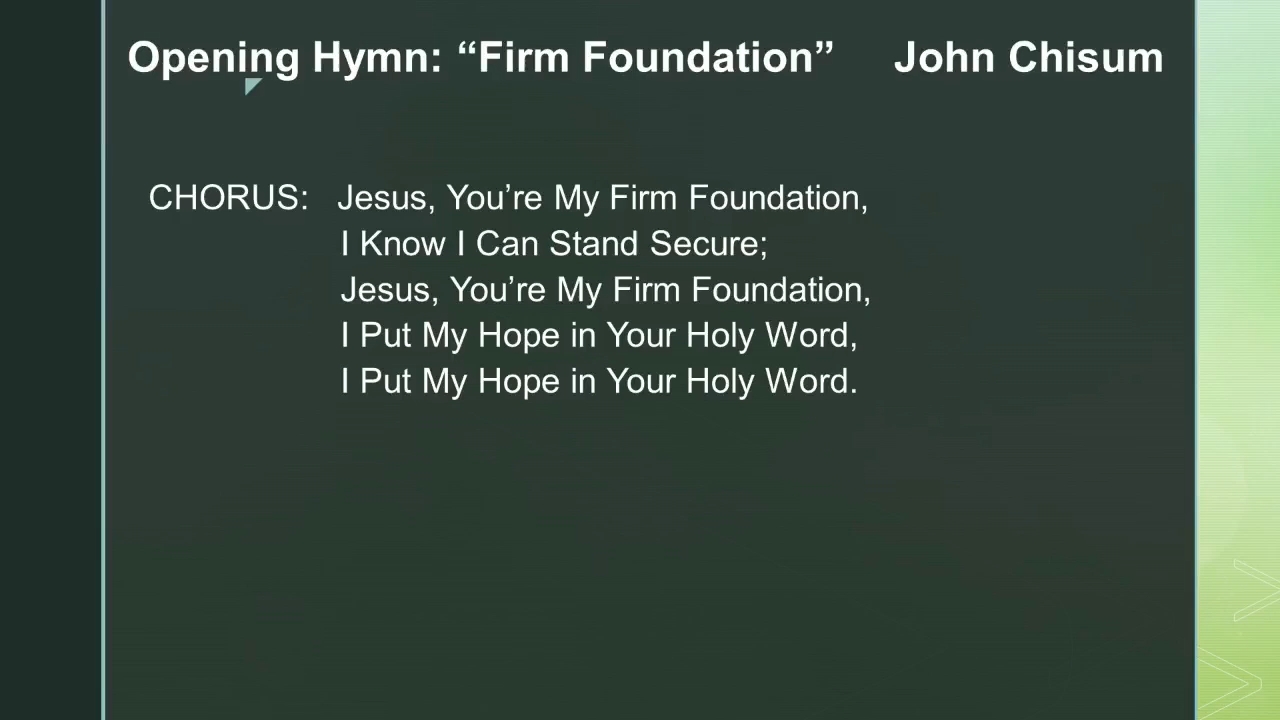 Opening Hymn: “Firm Foundation” John Chisum
CHORUS: Jesus, You’re My Firm Foundation,
I Know I Can Stand Secure;
Jesus, You’re My Firm Foundation,
I Put My Hope in Your Holy Word,
I Put My Hope in Your Holy Word.